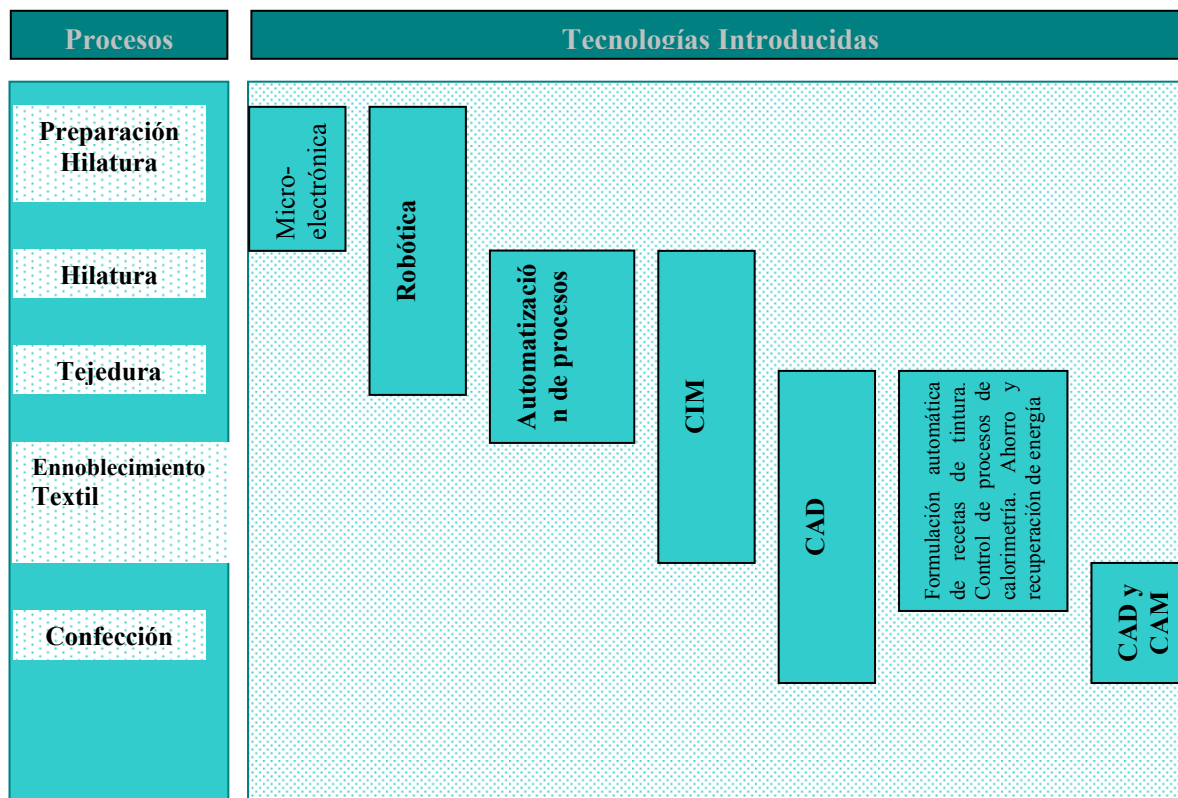 Procesos
Tecnologías Introducidas
Preparación
Hilatura
Hilatura
Tejedura
Ennoblecimiento
Textil
Confección
Micro-
electrónica
Robótica
Automatizació
n de procesos
CIM
CAD
Formulación automática
de recetas de tintura.
Control de procesos de
calorimetría. Ahorro y
recuperación de energía
CAD y
CAM